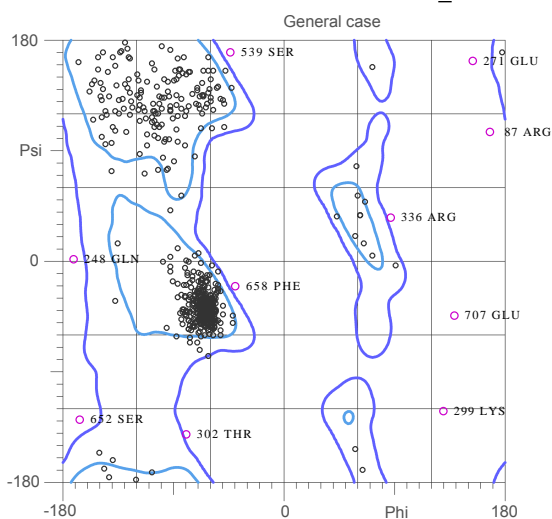 General case
180
539 SER
271 GLU
87 ARG
Psi
336 ARG
0
248 GLN
658 PHE
707 GLU
299 LYS
652 SER
302 THR
-180
-180
0
Phi
180